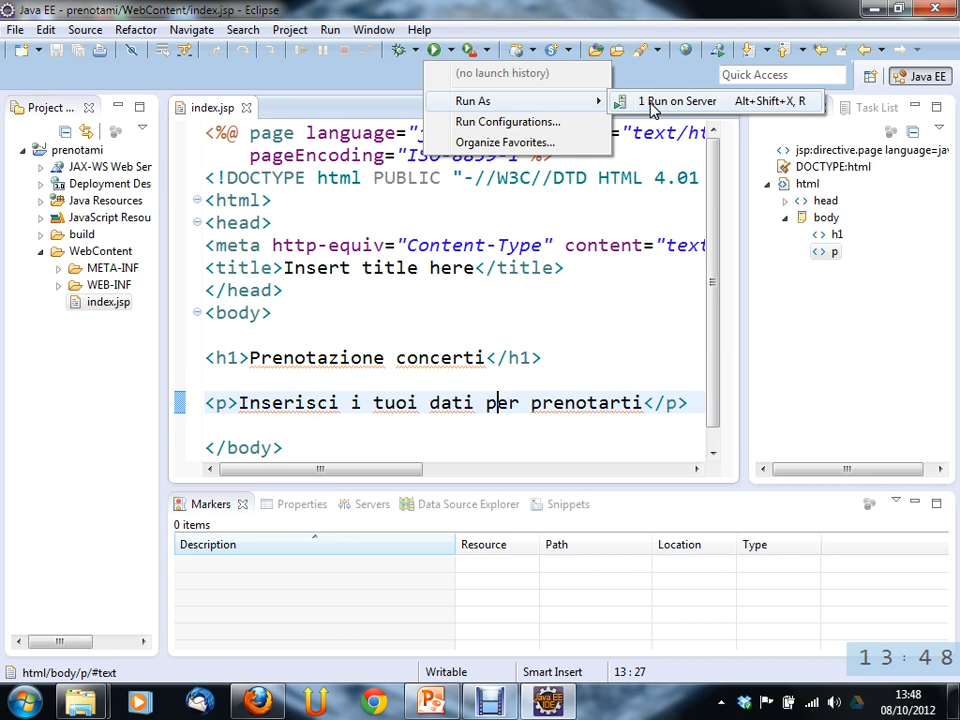 Java EE - prenotami/WebContent/index.jsp - Eclipse
File Edit Source Refactor Navigate Search Project Run Window Help
(no launch history)
Quick Access
Java EE
Run As
1 Run on Server Alt+Shift+X, R
Run Configurations...
Organize Favorites...
Project
index.jsp
Task List
prenotami
JAX-WS Web Ser
Deployment Des
Java Resources
JavaScript Resou
build
WebContent
META-INF
WEB-INF
index.jsp
<%@ page language="j "text/ht
pageEncoding="ISO-8859-1"%>
<!DOCTYPE html PUBLIC "-//W3C//DTD HTML 4.01
<html>
<head>
<meta http-equiv="Content-Type" content="text
<title>Insert title here</title>
</head>
<body>
<h1>Prenotazione concerti</h1>
<p>Inserisci i tuoi dati per prenotarti</p>
</body>
jsp:directive.page language=jav
DOCTYPE:html
html
head
body
h1
p
Markers Properties Servers Data Source Explorer Snippets
0 items
Description Resource Path Location Type
13:48
html/body/p/#text Writable Smart Insert 13 : 27
Java EE
IDE
13:48
08/10/2012